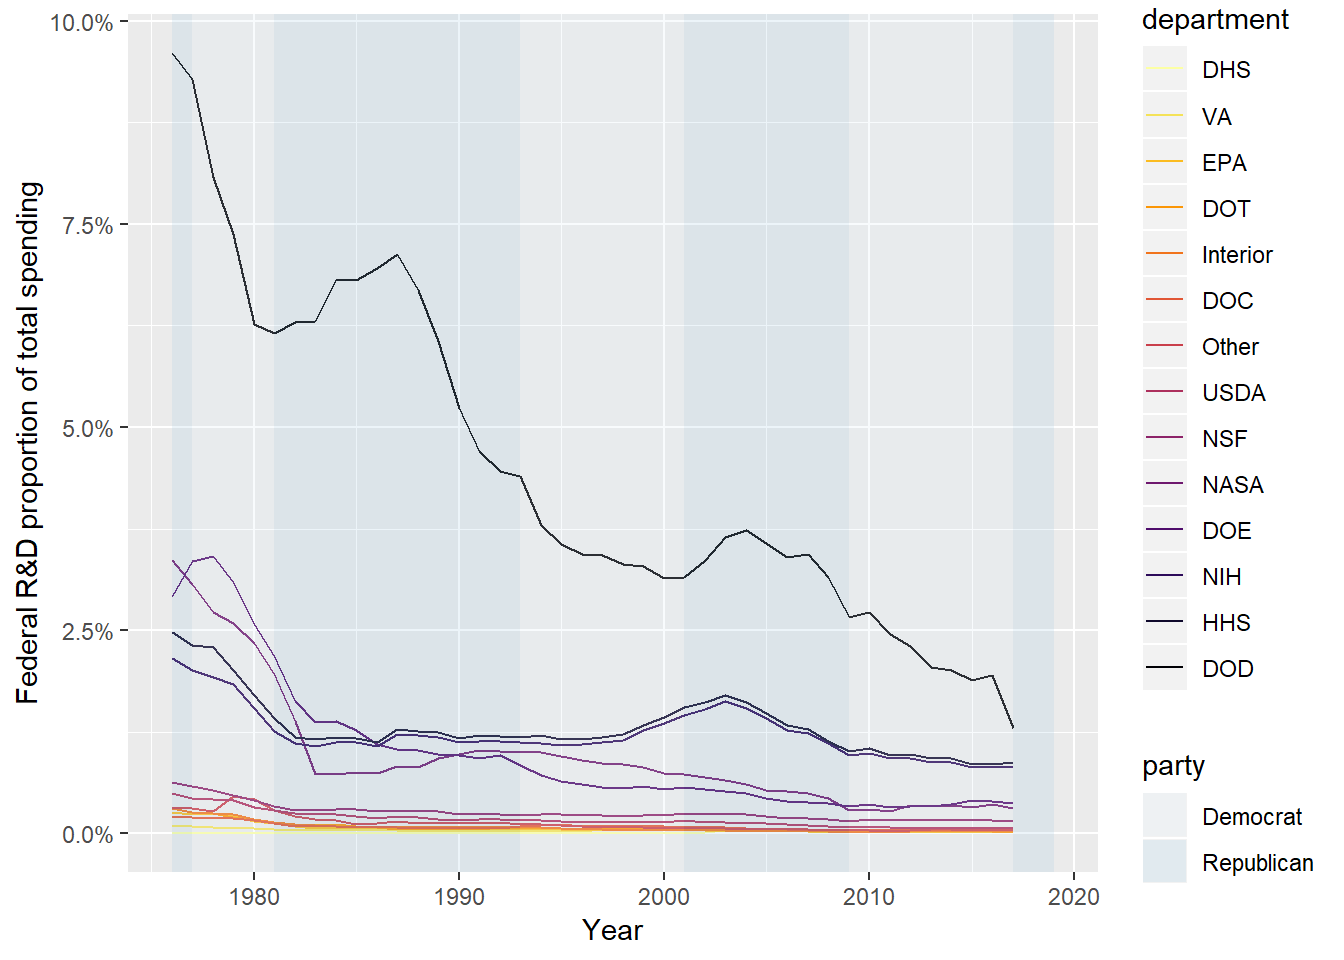 Federal R&D proportion of total spending
10.0%
7.5%
5.0%
2.5%
0.0%
1980
1990
2000
2010
2020
Year
department
DHS
VA
EPA
DOT
Interior
DOC
Other
USDA
NSF
NASA
DOE
NIH
HHS
DOD
party
Democrat
Republican